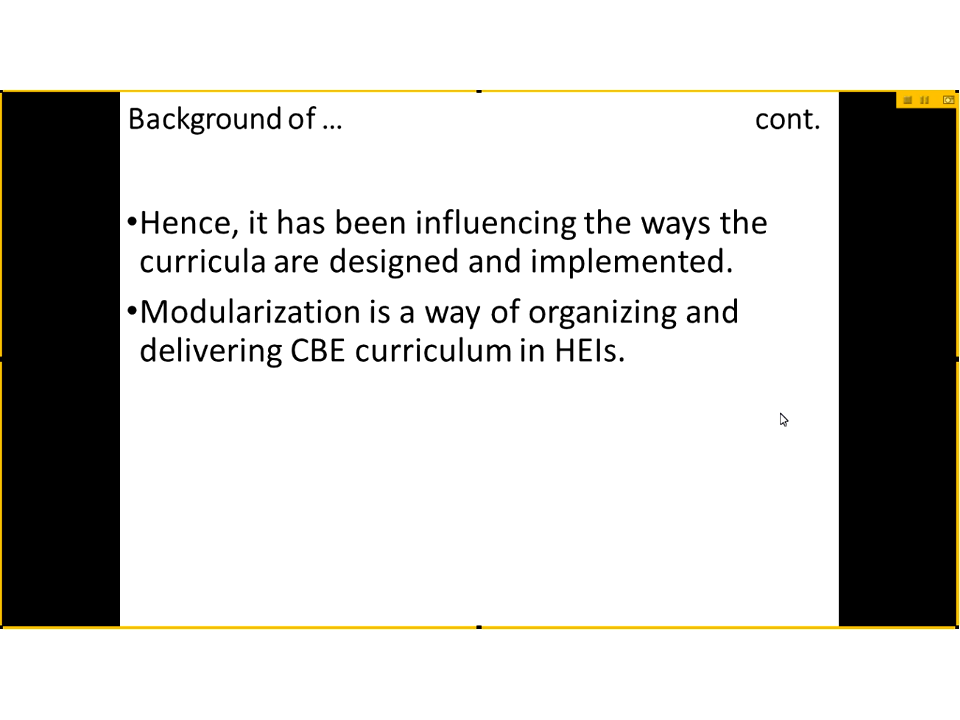 Background of ... cont.
•Hence, it has been influencing the ways the
curricula are designed and implemented.
•Modularization is a way of organizing and
delivering CBE curriculum in HEIs.